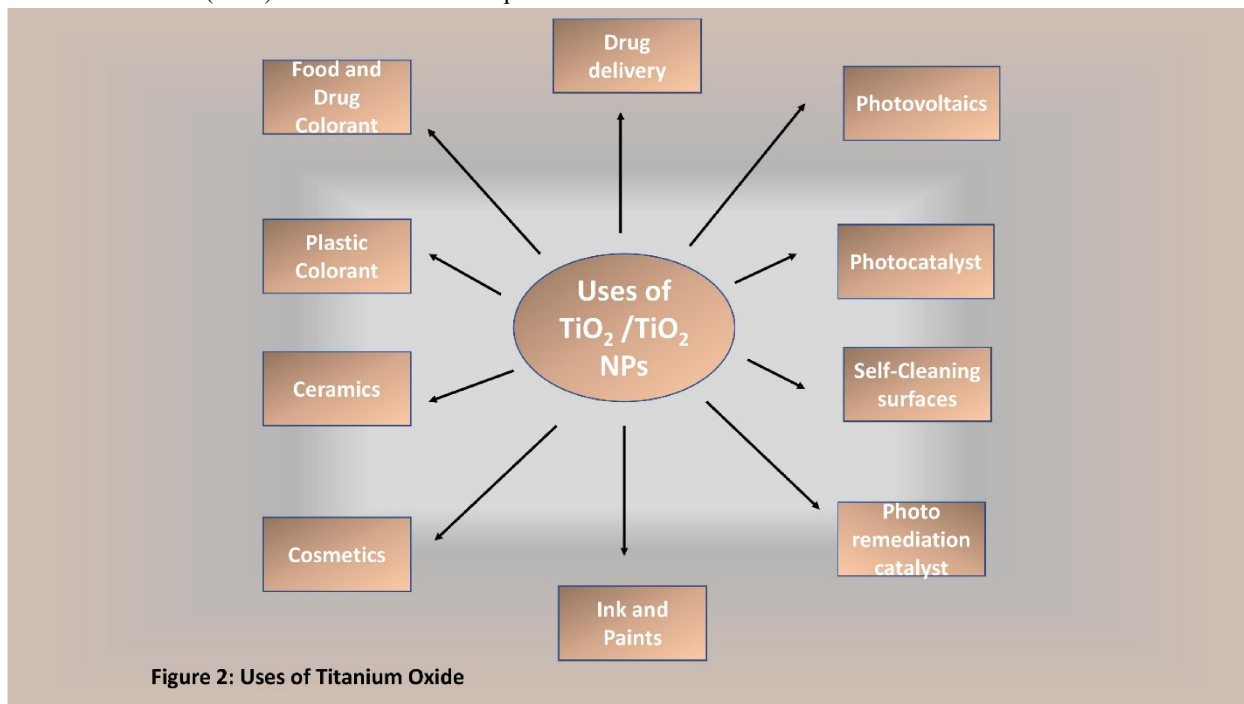 Drug
delivery
Food and
Drug
Colorant
Photovoltaics
Plastic
Colorant
Photocatalyst
Uses of
TiO₂ /TiO₂
NPs
Ceramics
Self-Cleaning
surfaces
Cosmetics
Photo
remediation
catalyst
Ink and
Paints
Figure 2: Uses of Titanium Oxide